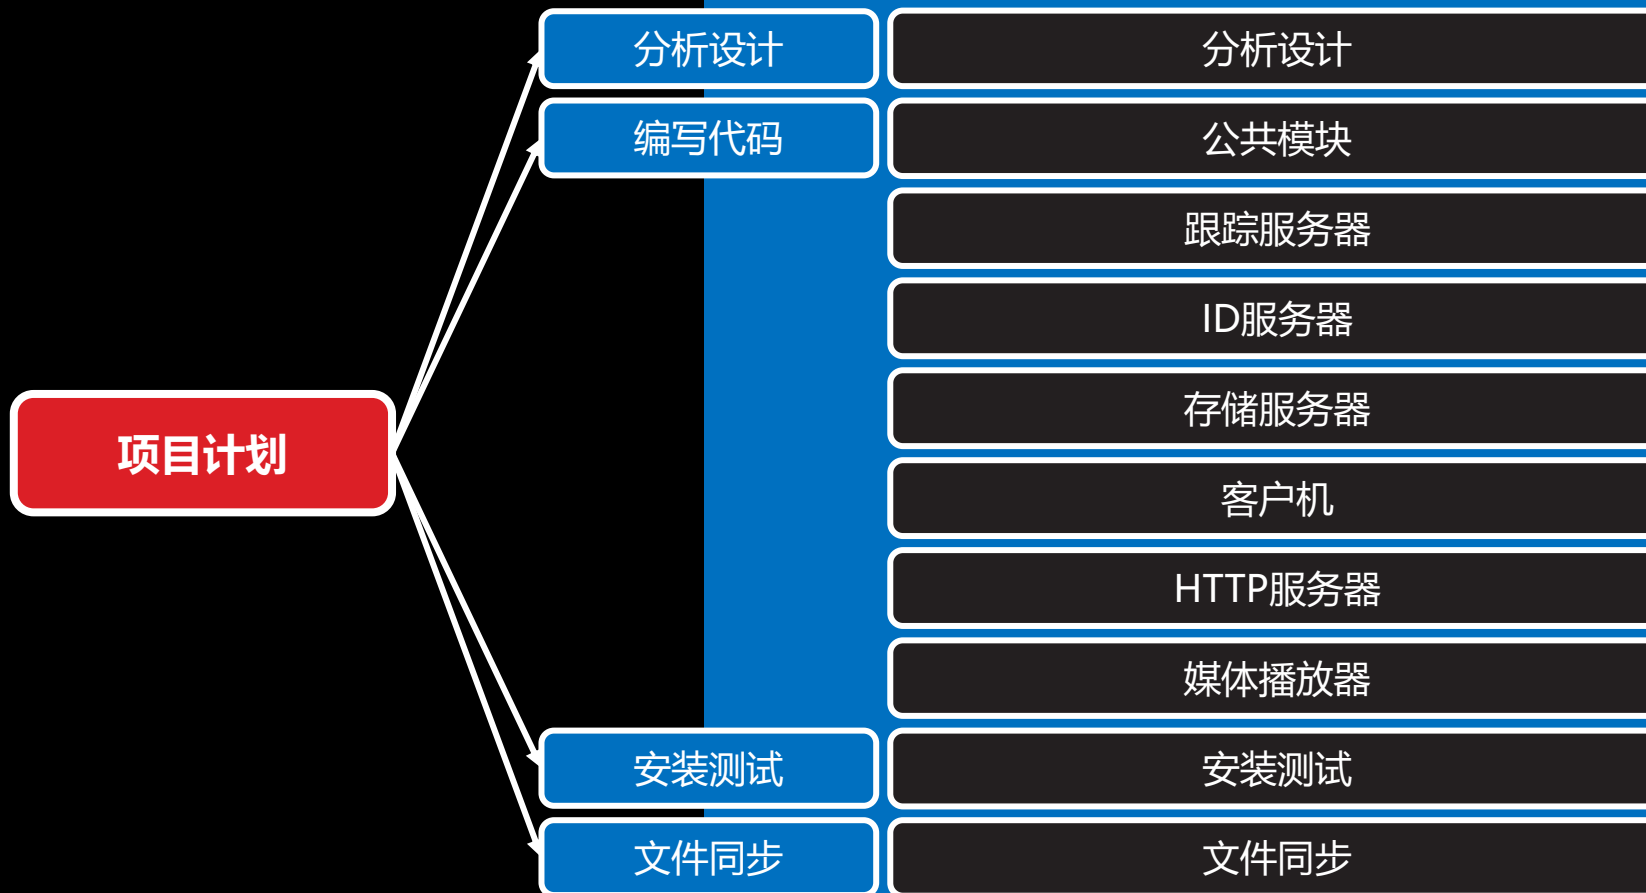 项目计划
分析设计
分析设计
编写代码
公共模块
跟踪服务器
ID服务器
存储服务器
客户机
HTTP服务器
媒体播放器
安装测试
安装测试
文件同步
文件同步